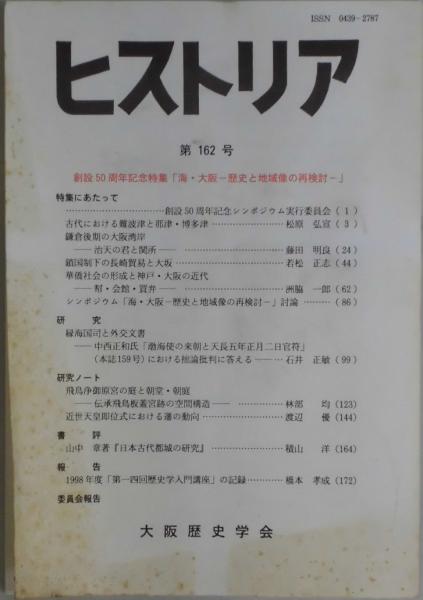 ISSN 0439-2787
ヒストリア
第 162 号
創設50周年記念特集「海・大阪－歴史と地域像の再検討－」
特集にあたって
……………………………創設50周年記念シンポジウム実行委員会 ( 1 )
古代における難波津と那津・博多津 ………………… 松原 弘宣 ( 3 )
鎌倉後期の大阪湾岸
――治天の君と関所―― ………………… 藤田 明良 (24)
鎖国制下の長崎貿易と大坂 ………………… 若松 正志 (44)
華僑社会の形成と神戸・大阪の近代
――幇・会館・買弁―― ………………… 洲脇 一郎 (62)
シンポジウム「海・大阪－歴史と地域像の再検討－」討論 ……… (86)
研 究
縁海国司と外交文書
――中西正和氏「渤海使の来朝と天長五年正月二日官符」
（本誌159号）における拙論批判に答える――… 石井 正敏 (99)
研究ノート
飛鳥浄御原宮の庭と朝堂・朝庭
――伝承飛鳥板蓋宮跡の空間構造―― ………… 林部 均 (123)
近世天皇即位式における藩の動向 ………………… 渡辺 優 (144)
書 評
山中 章著『日本古代都城の研究』 ………………… 積山 洋 (164)
報 告
1998年度「第一四回歴史学入門講座」の記録 ………… 橋本 孝成 (172)
委員会報告
大阪歴史学会